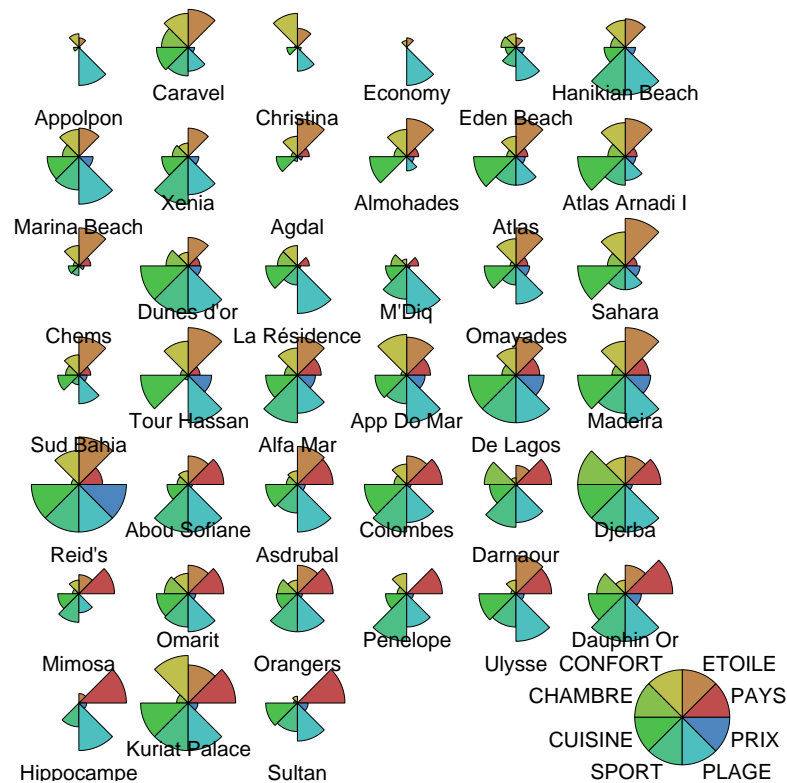 Appolpon
Caravel
Christina
Economy
Eden Beach
Hanikian Beach
Marina Beach
Xenia
Agdal
Almohades
Atlas
Atlas Arnadi I
Chems
Dunes d'or
La Résidence
M'Diq
Omayades
Sahara
Sud Bahia
Tour Hassan
Alfa Mar
App Do Mar
De Lagos
Madeira
Reid's
Abou Sofiane
Asdrubal
Colombes
Darnaour
Djerba
Mimosa
Omarit
Orangers
Penelope
Ulysse
Dauphin Or
Hippocampe
Kuriat Palace
Sultan
CONFORT ETOILE
CHAMBRE PAYS
CUISINE PRIX
SPORT PLAGE